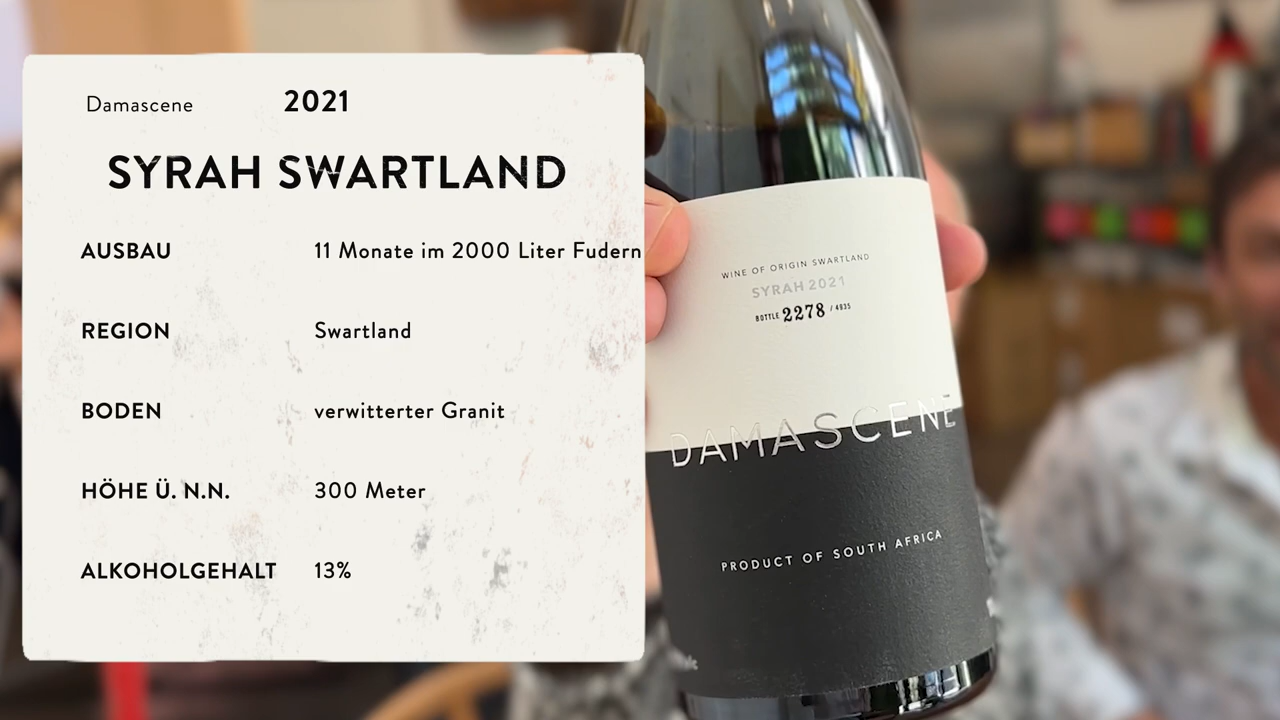 Damascene 2021
SYRAH SWARTLAND
AUSBAU 11 Monate im 2000 Liter Fudern
REGION Swartland
BODEN verwitterter Granit
HÖHE Ü. N.N. 300 Meter
ALKOHOLGEHALT 13%
WINE OF ORIGIN SWARTLAND
SYRAH 2021
BOTTLE 2278 / 4935
DAMASCENE
PRODUCT OF SOUTH AFRICA